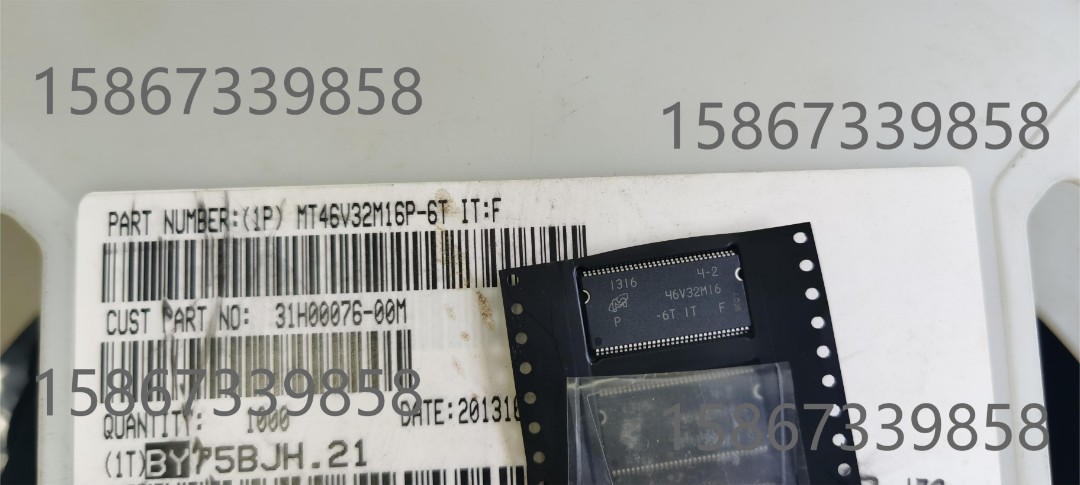 15867339858
15867339858
PART NUMBER:(1P) MT46V32M16P-6T IT:F
1316 4-2
46V32M16
P -6T IT F
CUST PART NO: 31H00076-00M
15867339858
15867339858
QUANTITY: 1000 DATE:201316
(1T)BY75BJH.21